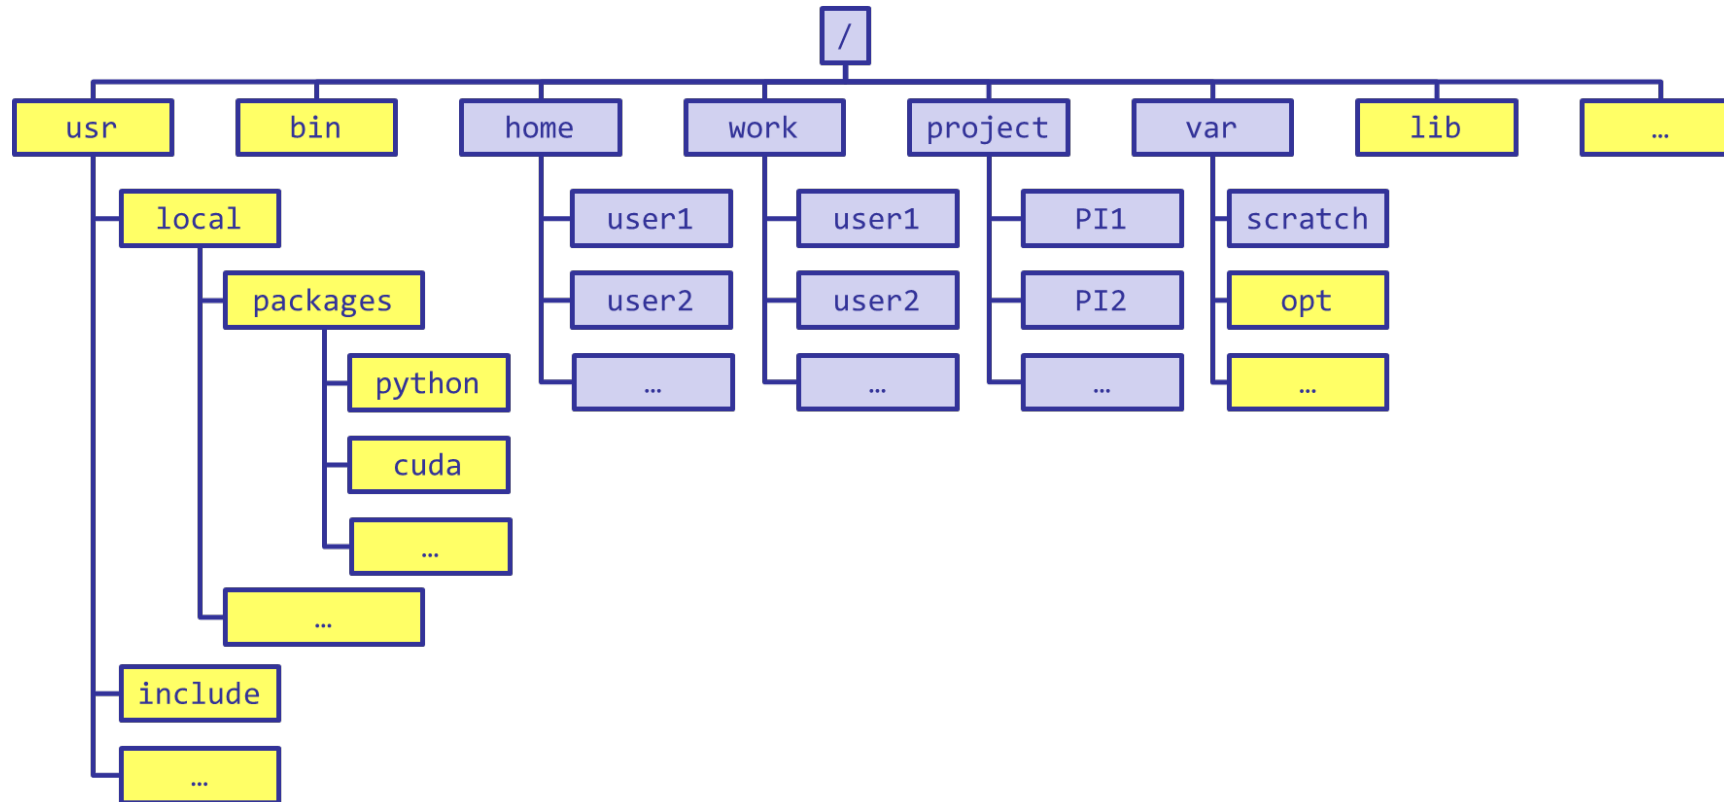 /
usr bin home work project var lib …
local user1 user1 PI1 scratch
packages user2 user2 PI2 opt
python … … … …
cuda
…
…
include
…